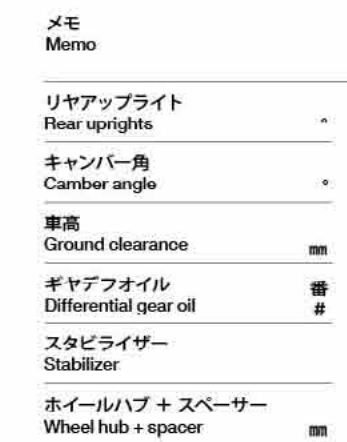 メモ
Memo
リヤアップライト
Rear uprights °
キャンバー角
Camber angle °
車高
Ground clearance mm
ギヤデフオイル 番
Differential gear oil #
スタビライザー
Stabilizer
ホイールハブ + スペーサー
Wheel hub + spacer mm